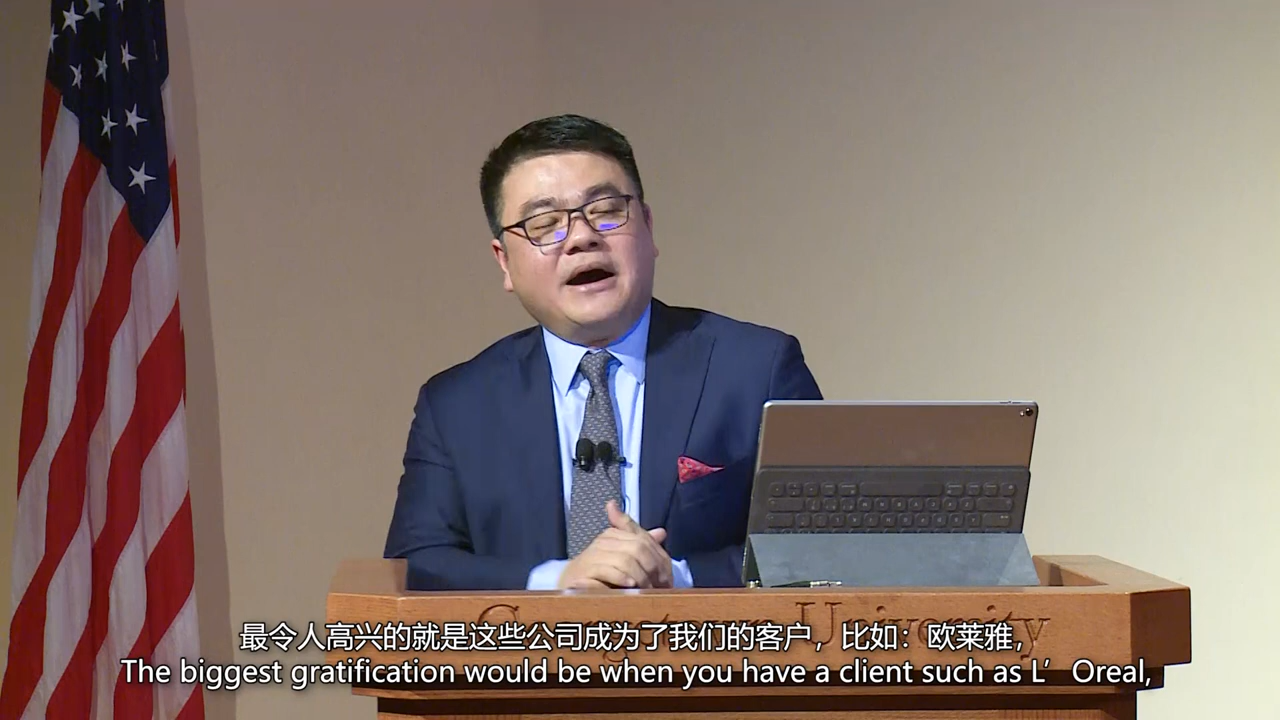 University
最令人高兴的就是这些公司成为了我们的客户，比如：欧莱雅，
The biggest gratification would be when you have a client such as L’Oreal,